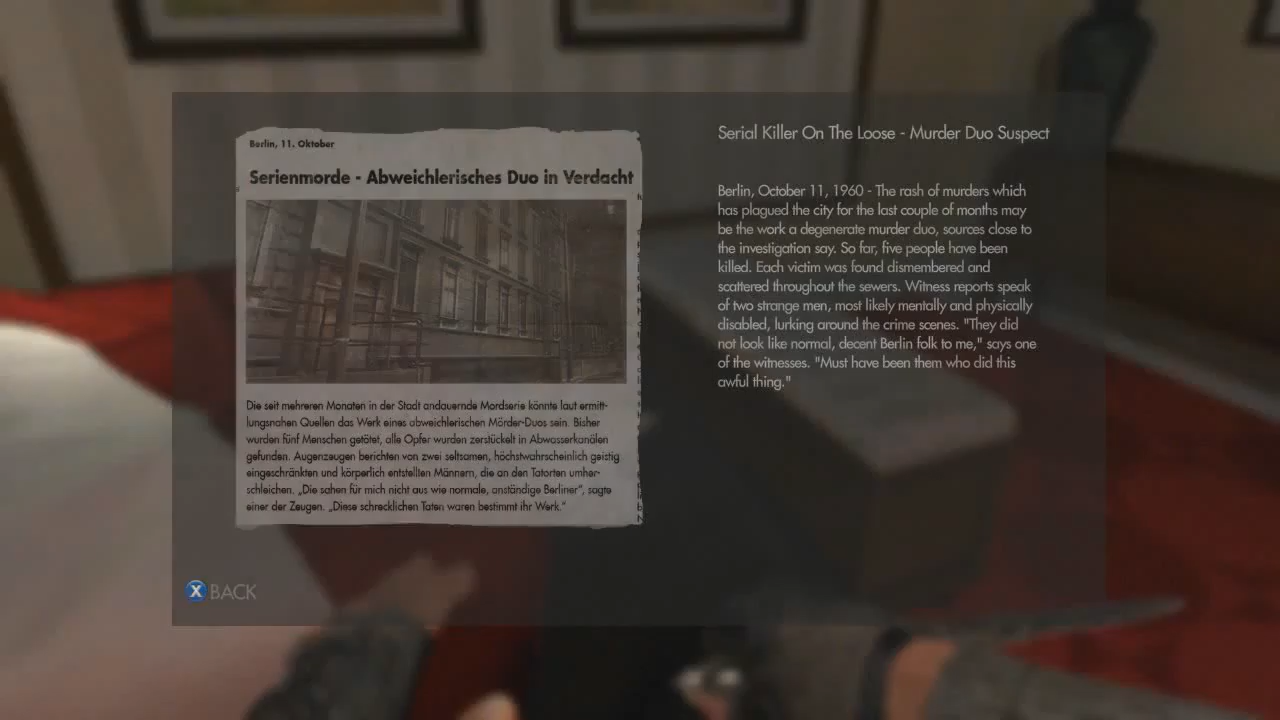 Berlin, 11. Oktober
Serienmorde - Abweichlerisches Duo in Verdacht
Die seit mehreren Monaten in der Stadt andauernde Mordserie könnte laut ermitt-
lungsnahen Quellen das Werk eines abweichlerischen Mörder-Duos sein. Bisher
wurden fünf Menschen getötet, alle Opfer wurden zerstückelt in Abwasserkanälen
gefunden. Augenzeugen berichten von zwei seltsamen, höchstwahrscheinlich geistig
eingeschränkten und körperlich entstellten Männern, die an den Tatorten umher-
schleichen. „Die sahen für mich nicht aus wie normale, anständige Berliner“, sagte
einer der Zeugen. „Diese schrecklichen Taten waren bestimmt ihr Werk.“
Serial Killer On The Loose - Murder Duo Suspect
Berlin, October 11, 1960 - The rash of murders which
has plagued the city for the last couple of months may
be the work a degenerate murder duo, sources close to
the investigation say. So far, five people have been
killed. Each victim was found dismembered and
scattered throughout the sewers. Witness reports speak
of two strange men, most likely mentally and physically
disabled, lurking around the crime scenes. "They did
not look like normal, decent Berlin folk to me," says one
of the witnesses. "Must have been them who did this
awful thing."
X BACK